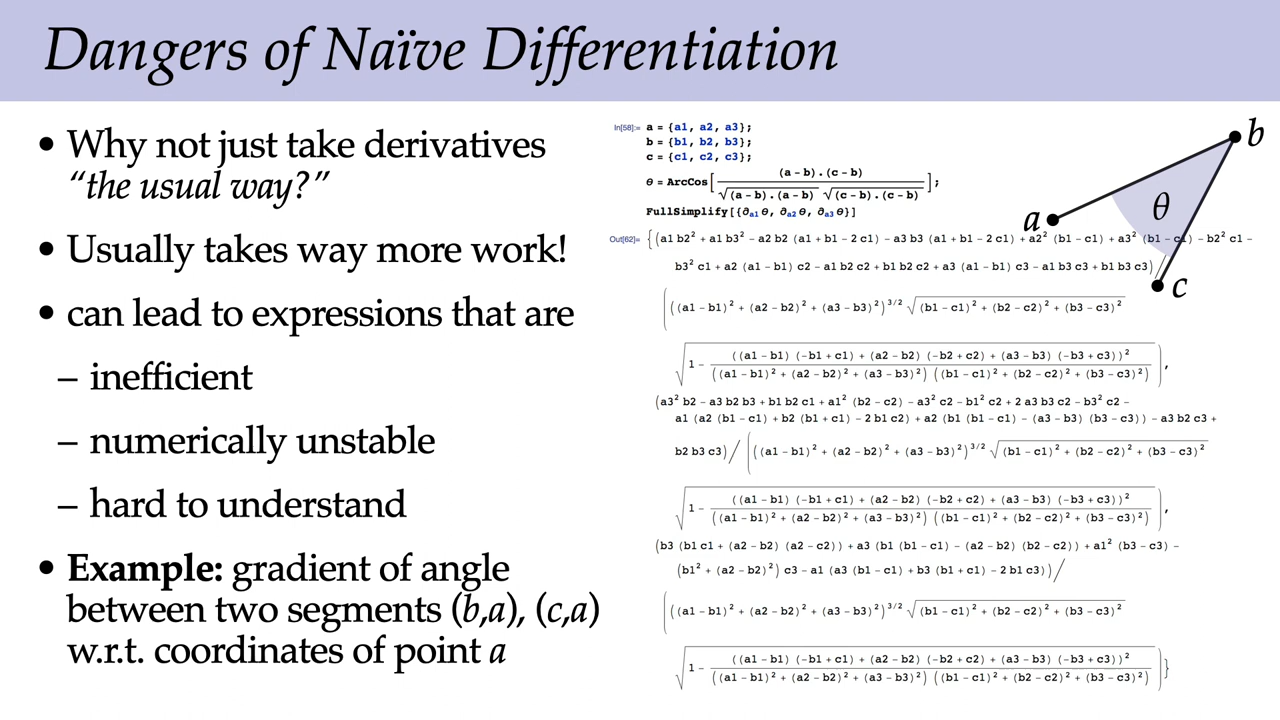 Dangers of Naïve Differentiation
• Why not just take derivatives
“the usual way?”
• Usually takes way more work!
• can lead to expressions that are
– inefficient
– numerically unstable
– hard to understand
• Example: gradient of angle
between two segments (b,a), (c,a)
w.r.t. coordinates of point a
In[58]:= a = {a1, a2, a3};
b = {b1, b2, b3};
c = {c1, c2, c3};
θ = ArcCos[ (a − b).(c − b) / (√((a − b).(a − b)) √((c − b).(c − b))) ];
FullSimplify[{∂a1 θ, ∂a2 θ, ∂a3 θ}]
Out[62]= {(a1 b2² + a1 b3² − a2 b2 (a1 + b1 − 2 c1) − a3 b3 (a1 + b1 − 2 c1) + a2² (b1 − c1) + a3² (b1 − c1) − b2² c1 −
b3² c1 + a2 (a1 − b1) c2 − a1 b2 c2 + b1 b2 c2 + a3 (a1 − b1) c3 − a1 b3 c3 + b1 b3 c3) /
(((a1 − b1)² + (a2 − b2)² + (a3 − b3)²)^3/2 √((b1 − c1)² + (b2 − c2)² + (b3 − c3)²)
√(1 − ((a1 − b1) (−b1 + c1) + (a2 − b2) (−b2 + c2) + (a3 − b3) (−b3 + c3))² / (((a1 − b1)² + (a2 − b2)² + (a3 − b3)²) ((b1 − c1)² + (b2 − c2)² + (b3 − c3)²)))),
(a3² b2 − a3 b2 b3 + b1 b2 c1 + a1² (b2 − c2) − a3² c2 − b1² c2 + 2 a3 b3 c2 − b3² c2 −
a1 (a2 (b1 − c1) + b2 (b1 + c1) − 2 b1 c2) + a2 (b1 (b1 − c1) − (a3 − b3) (b3 − c3)) − a3 b2 c3 +
b2 b3 c3) / (((a1 − b1)² + (a2 − b2)² + (a3 − b3)²)^3/2 √((b1 − c1)² + (b2 − c2)² + (b3 − c3)²)
√(1 − ((a1 − b1) (−b1 + c1) + (a2 − b2) (−b2 + c2) + (a3 − b3) (−b3 + c3))² / (((a1 − b1)² + (a2 − b2)² + (a3 − b3)²) ((b1 − c1)² + (b2 − c2)² + (b3 − c3)²)))),
(b3 (b1 c1 + (a2 − b2) (a2 − c2)) + a3 (b1 (b1 − c1) − (a2 − b2) (b2 − c2)) + a1² (b3 − c3) −
(b1² + (a2 − b2)²) c3 − a1 (a3 (b1 − c1) + b3 (b1 + c1) − 2 b1 c3)) /
(((a1 − b1)² + (a2 − b2)² + (a3 − b3)²)^3/2 √((b1 − c1)² + (b2 − c2)² + (b3 − c3)²)
√(1 − ((a1 − b1) (−b1 + c1) + (a2 − b2) (−b2 + c2) + (a3 − b3) (−b3 + c3))² / (((a1 − b1)² + (a2 − b2)² + (a3 − b3)²) ((b1 − c1)² + (b2 − c2)² + (b3 − c3)²))))}
b
a
θ
c